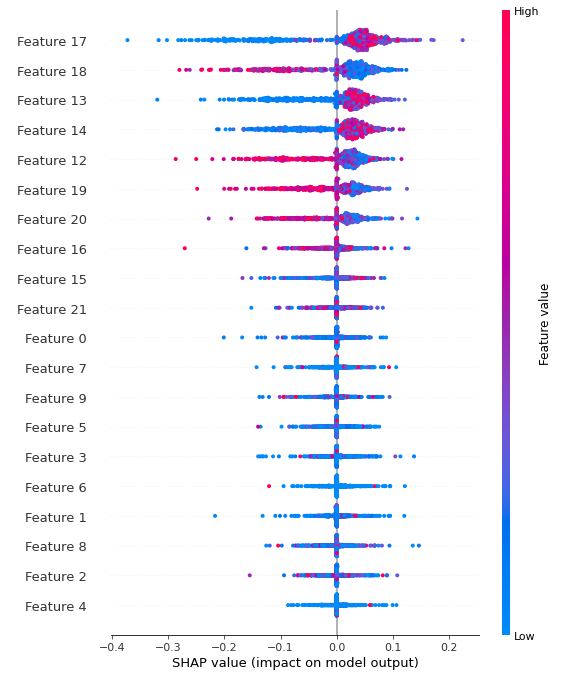 High
Feature 17
Feature 18
Feature 13
Feature 14
Feature 12
Feature 19
Feature 20
Feature 16
Feature 15
Feature 21
Feature 0
Feature 7
Feature 9
Feature 5
Feature 3
Feature 6
Feature 1
Feature 8
Feature 2
Feature 4
Feature value
Low
−0.4 −0.3 −0.2 −0.1 0.0 0.1 0.2
SHAP value (impact on model output)